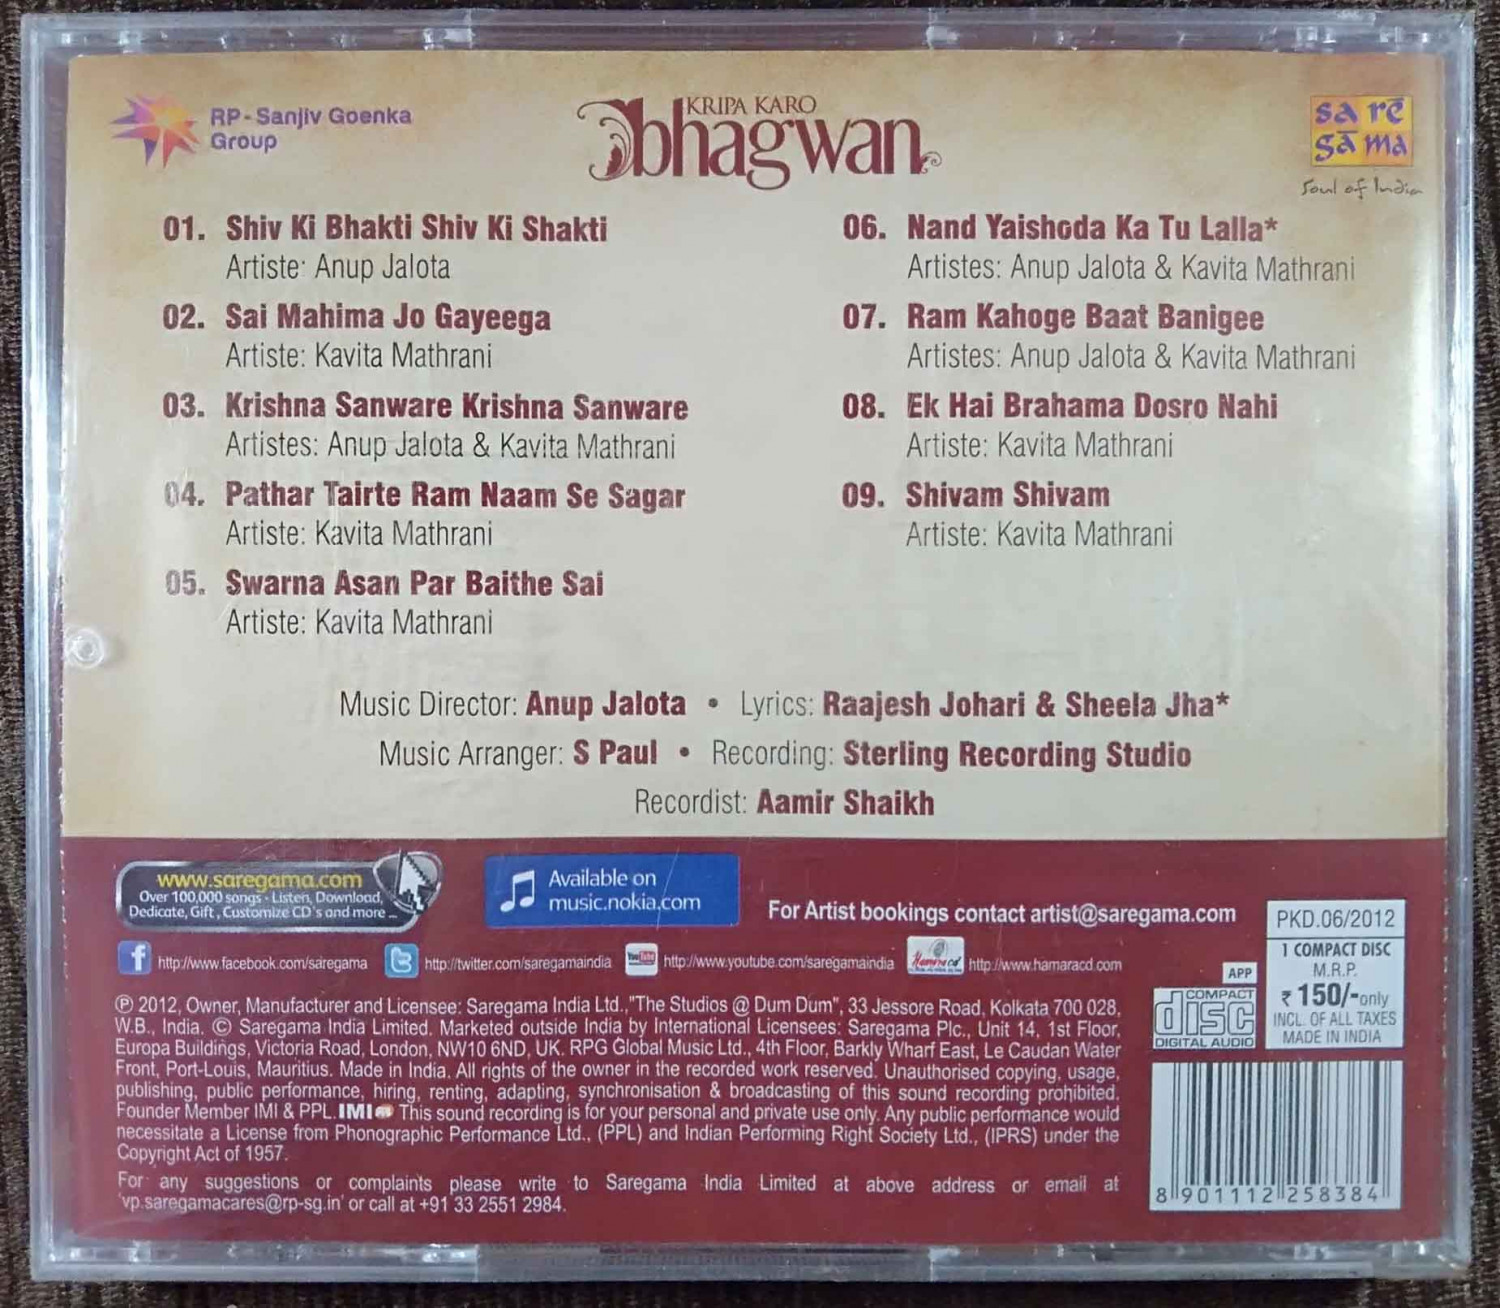 RP - Sanjiv Goenka
Group
KRIPA KARO
bhagwan
sa rē
gā ma
Soul of India
01. Shiv Ki Bhakti Shiv Ki Shakti
Artiste: Anup Jalota
02. Sai Mahima Jo Gayeega
Artiste: Kavita Mathrani
03. Krishna Sanware Krishna Sanware
Artistes: Anup Jalota & Kavita Mathrani
04. Pathar Tairte Ram Naam Se Sagar
Artiste: Kavita Mathrani
05. Swarna Asan Par Baithe Sai
Artiste: Kavita Mathrani
06. Nand Yaishoda Ka Tu Lalla*
Artistes: Anup Jalota & Kavita Mathrani
07. Ram Kahoge Baat Banigee
Artistes: Anup Jalota & Kavita Mathrani
08. Ek Hai Brahama Dosro Nahi
Artiste: Kavita Mathrani
09. Shivam Shivam
Artiste: Kavita Mathrani
Music Director: Anup Jalota • Lyrics: Raajesh Johari & Sheela Jha*
Music Arranger: S Paul • Recording: Sterling Recording Studio
Recordist: Aamir Shaikh
www.saregama.com
Over 100,000 songs - Listen, Download,
Dedicate, Gift, Customize CD's and more ...
Available on
music.nokia.com
For Artist bookings contact artist@saregama.com
http://www.facebook.com/saregama
http://twitter.com/saregamaindia
YouTube
http://www.youtube.com/saregamaindia
Hamaracd
http://www.hamaracd.com
PKD.06/2012
1 COMPACT DISC
M.R.P.
₹ 150/-only
INCL. OF ALL TAXES
MADE IN INDIA
APP
COMPACT
disc
DIGITAL AUDIO
℗ 2012, Owner, Manufacturer and Licensee: Saregama India Ltd.,"The Studios @ Dum Dum", 33 Jessore Road, Kolkata 700 028,
W.B., India. © Saregama India Limited. Marketed outside India by International Licensees: Saregama Plc., Unit 14, 1st Floor,
Europa Buildings, Victoria Road, London, NW10 6ND, UK. RPG Global Music Ltd., 4th Floor, Barkly Wharf East, Le Caudan Water
Front, Port-Louis, Mauritius. Made in India. All rights of the owner in the recorded work reserved. Unauthorised copying, usage,
publishing, public performance, hiring, renting, adapting, synchronisation & broadcasting of this sound recording prohibited.
Founder Member IMI & PPL. IMI This sound recording is for your personal and private use only. Any public performance would
necessitate a License from Phonographic Performance Ltd., (PPL) and Indian Performing Right Society Ltd., (IPRS) under the
Copyright Act of 1957.
For any suggestions or complaints please write to Saregama India Limited at above address or email at
'vp.saregamacares@rp-sg.in' or call at +91 33 2551 2984.
8 901112 258384